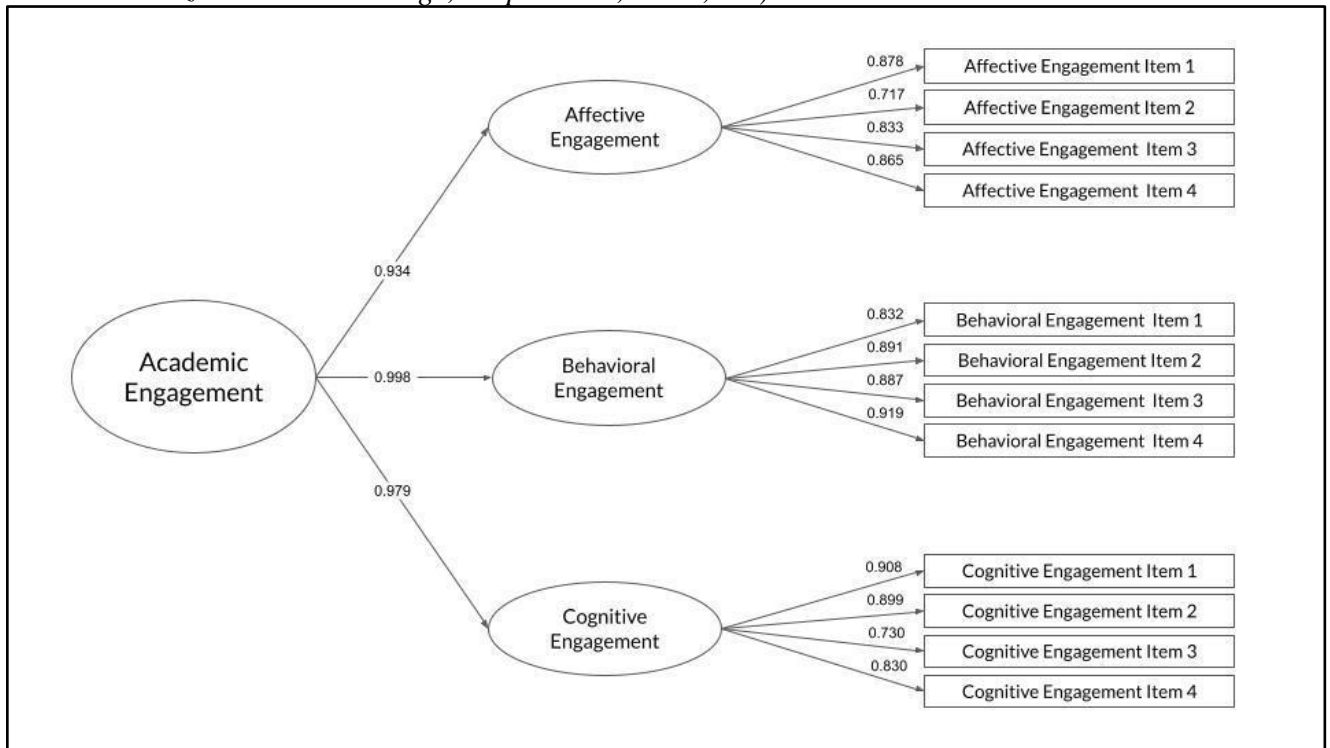 0.878
Affective Engagement Item 1
0.717
Affective Engagement Item 2
Affective
Engagement
0.833
Affective Engagement Item 3
0.865
Affective Engagement Item 4
0.934
0.832
Behavioral Engagement Item 1
0.891
Behavioral Engagement Item 2
Academic
Engagement
0.998
Behavioral
Engagement
0.887
Behavioral Engagement Item 3
0.919
Behavioral Engagement Item 4
0.979
0.908
Cognitive Engagement Item 1
0.899
Cognitive Engagement Item 2
Cognitive
Engagement
0.730
Cognitive Engagement Item 3
0.830
Cognitive Engagement Item 4